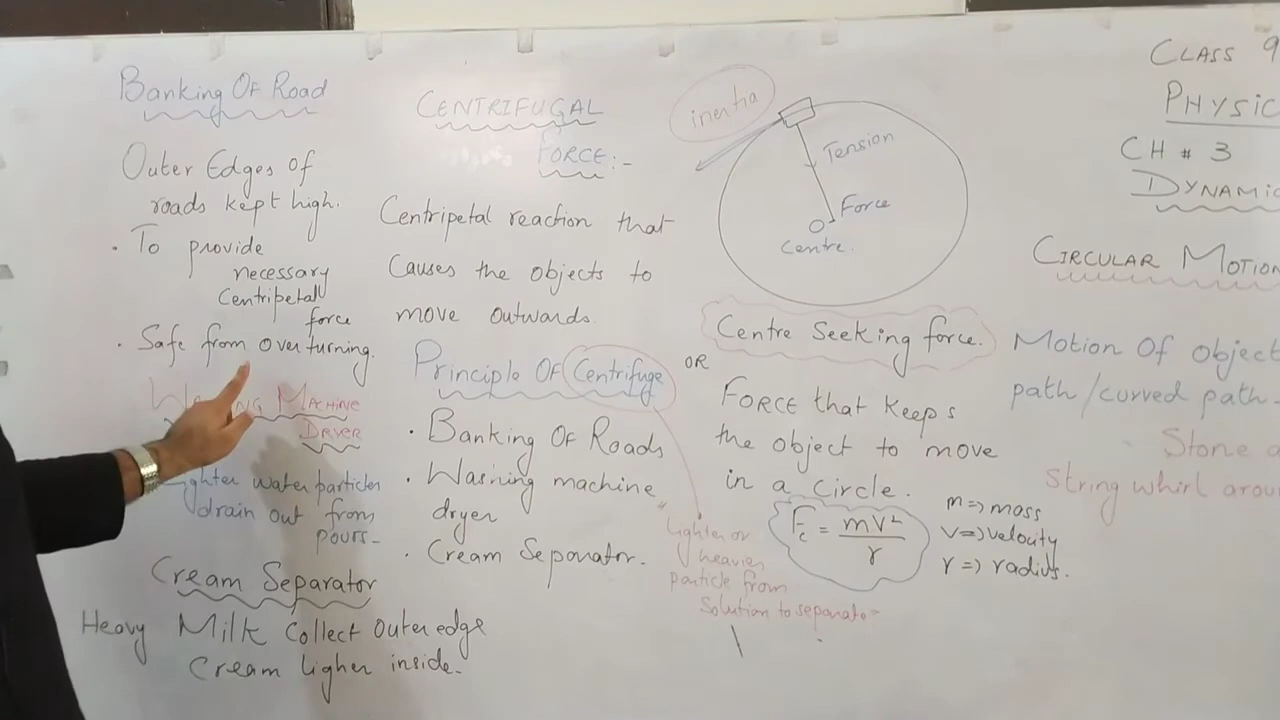 Banking Of Road
Outer Edges of
roads kept high.
· To provide
necessary
Centripetal
force
· Safe from overturning.
MACHINE
DRYER
water particles
drain out from
pours-
Cream Separator
Heavy Milk Collect Outer edge
Cream ligher inside.
CENTRIFUGAL
FORCE:-
Centripetal reaction that
Causes the objects to
move outwards.
Principle Of Centrifuge
· Banking Of Roads
· Washing machine
dryer
· Cream Separator.
"Lighter or
heavier
particle from
Solution to separate"
inertia
Tension
Force
Centre.
Centre Seeking force.
OR
FORCE that Keeps
the object to move
in a Circle.
Fc = mv²/r
m => mass
v => velouty
r => radius.
CLASS 9
PHYSIC
CH # 3
DYNAMIC
CIRCULAR MOTION
Motion Of Object
path/curved path-
Stone
String whirl arou